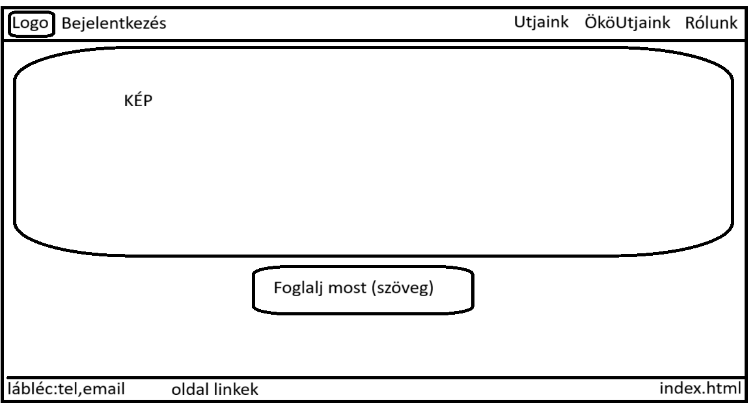 Logo Bejelentkezés Utjaink ÖköUtjaink Rólunk
KÉP
Foglalj most (szöveg)
lábléc:tel,email oldal linkek index.html